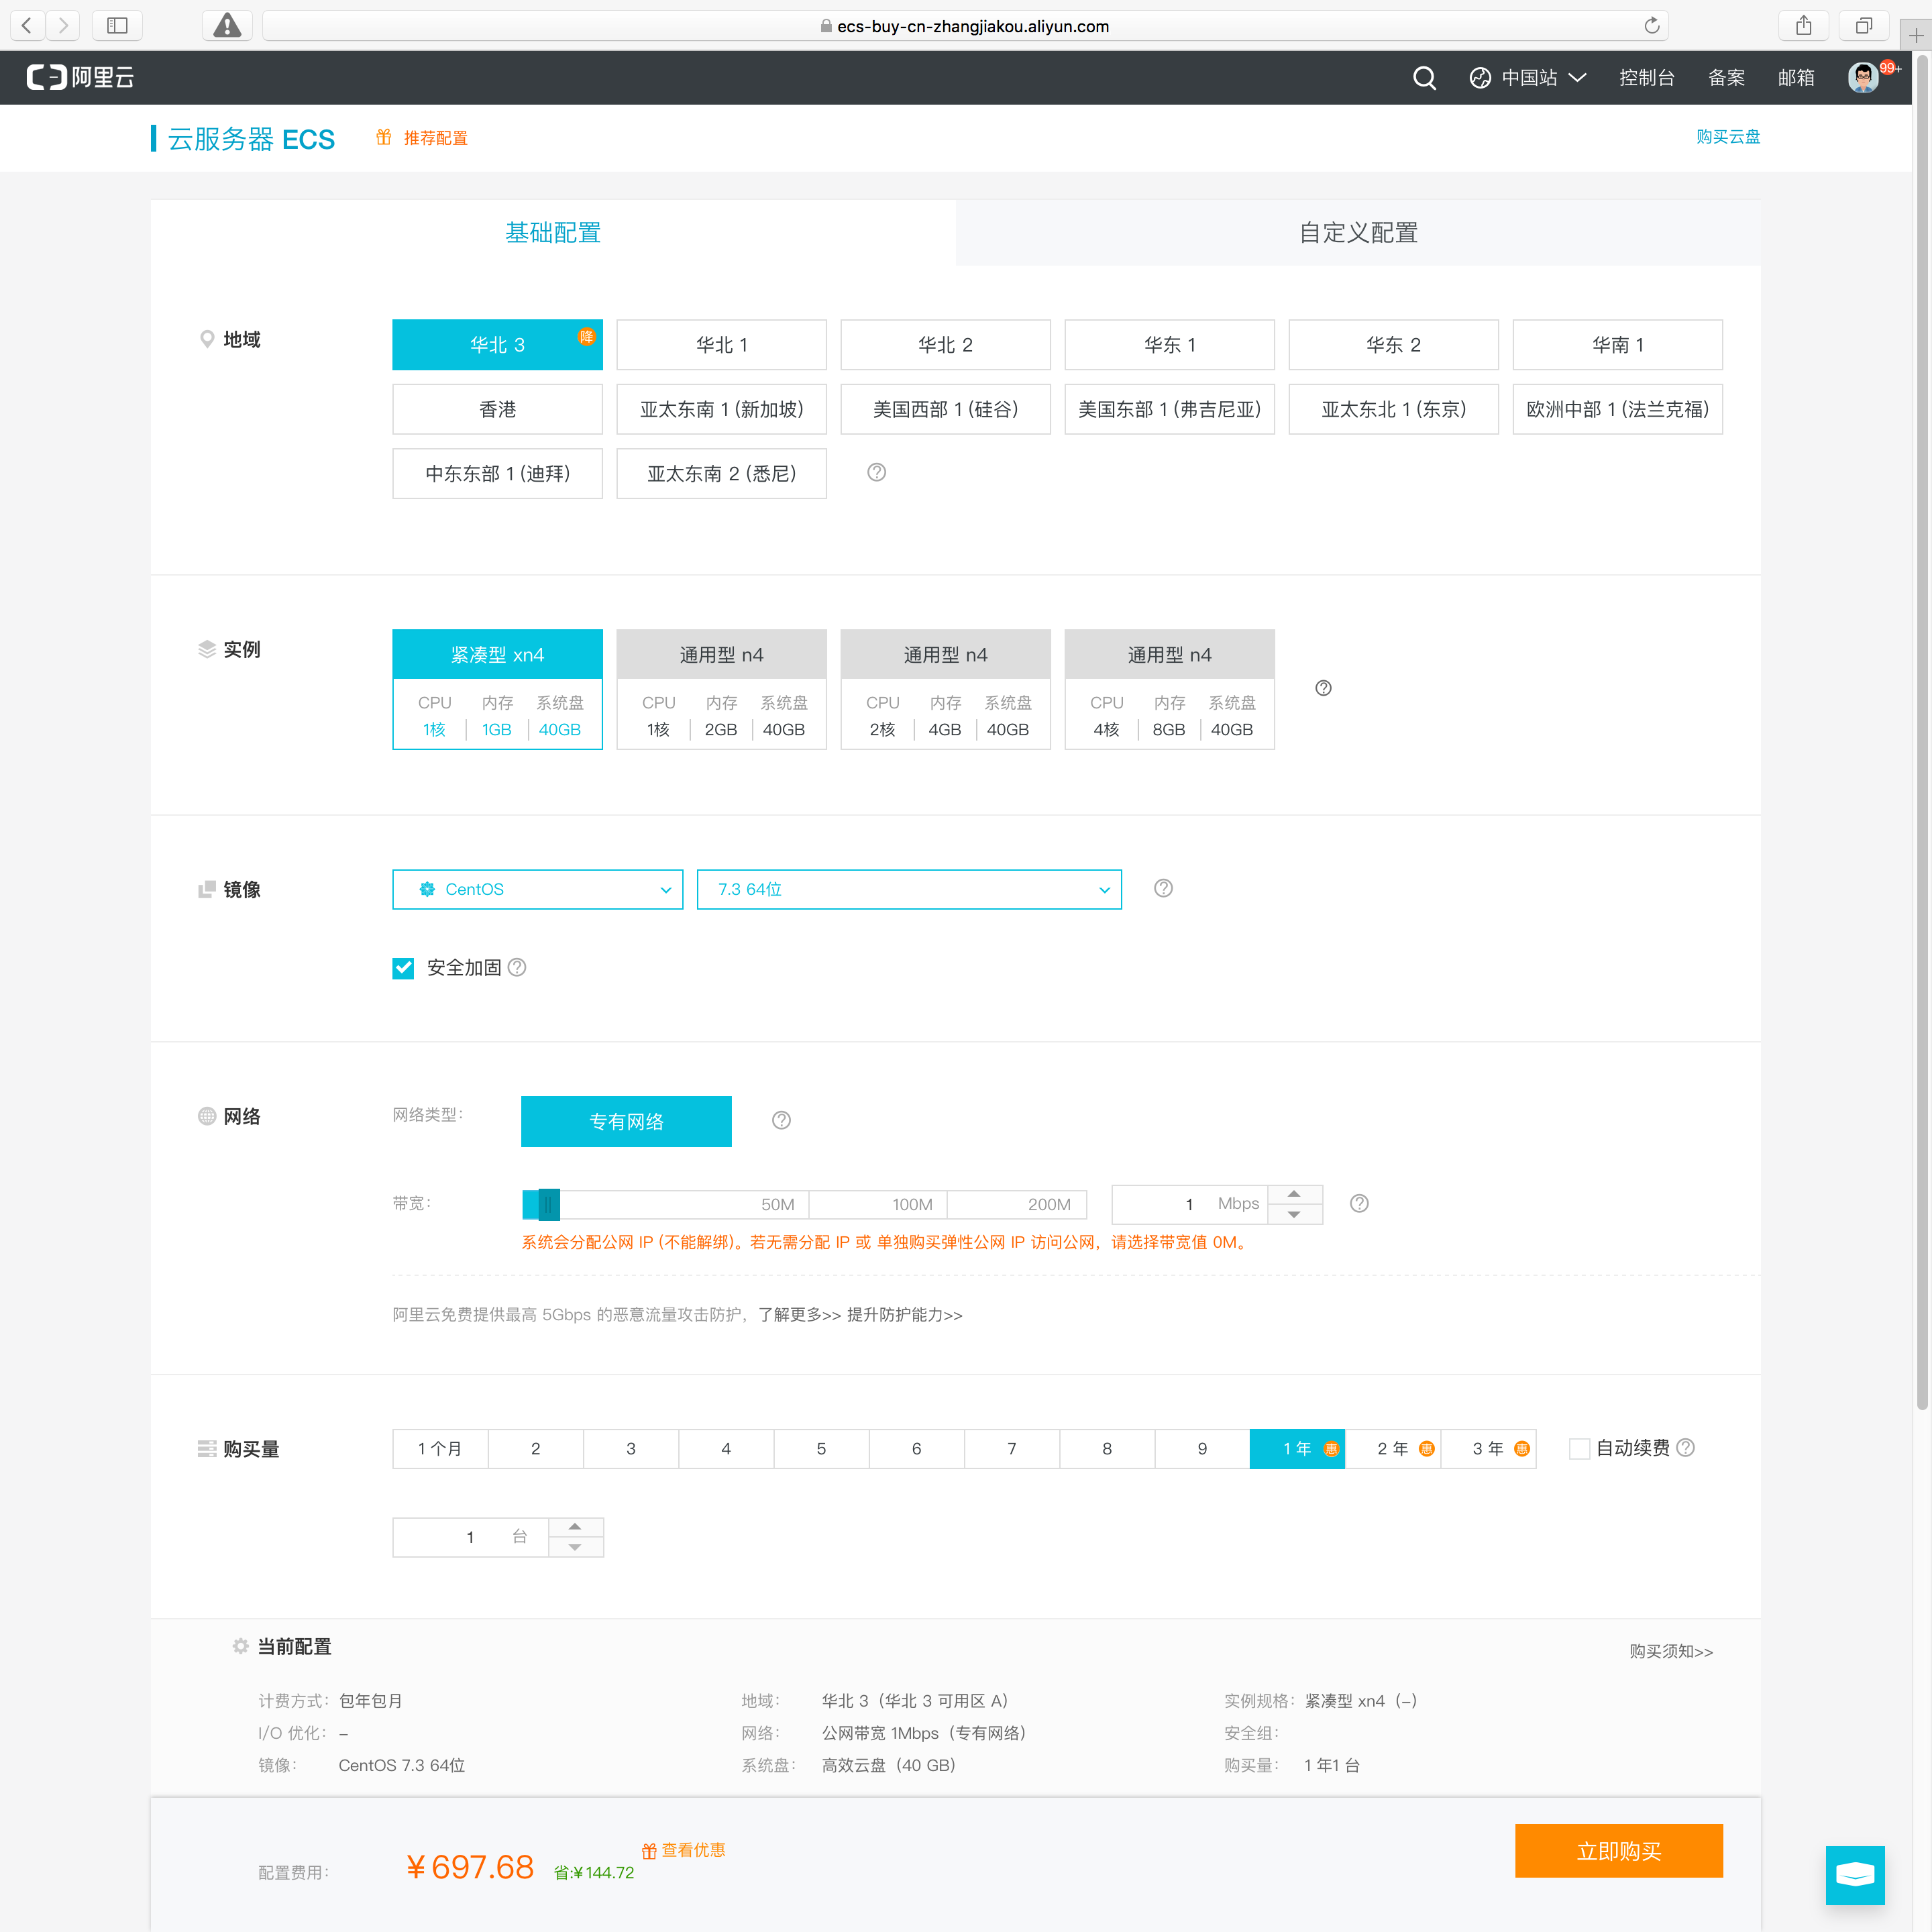 ecs-buy-cn-zhangjiakou.aliyun.com
阿里云
中国站 控制台 备案 邮箱 99+
云服务器 ECS 推荐配置 购买云盘
基础配置 自定义配置
地域
华北 3 降 华北 1 华北 2 华东 1 华东 2 华南 1
香港 亚太东南 1 (新加坡) 美国西部 1 (硅谷) 美国东部 1 (弗吉尼亚) 亚太东北 1 (东京) 欧洲中部 1 (法兰克福)
中东东部 1 (迪拜) 亚太东南 2 (悉尼)
实例
紧凑型 xn4 通用型 n4 通用型 n4 通用型 n4
CPU 内存 系统盘 CPU 内存 系统盘 CPU 内存 系统盘 CPU 内存 系统盘
1核 1GB 40GB 1核 2GB 40GB 2核 4GB 40GB 4核 8GB 40GB
镜像 CentOS 7.3 64位
安全加固
网络 网络类型: 专有网络
带宽: 50M 100M 200M 1 Mbps
系统会分配公网 IP (不能解绑)。若无需分配 IP 或 单独购买弹性公网 IP 访问公网，请选择带宽值 0M。
阿里云免费提供最高 5Gbps 的恶意流量攻击防护，了解更多>> 提升防护能力>>
购买量 1 个月 2 3 4 5 6 7 8 9 1 年 惠 2 年 惠 3 年 惠 自动续费
1 台
当前配置 购买须知>>
计费方式: 包年包月 地域: 华北 3（华北 3 可用区 A） 实例规格: 紧凑型 xn4（–）
I/O 优化: – 网络: 公网带宽 1Mbps（专有网络） 安全组:
镜像: CentOS 7.3 64位 系统盘: 高效云盘（40 GB） 购买量: 1 年1 台
配置费用: ¥697.68 省:¥144.72 查看优惠 立即购买